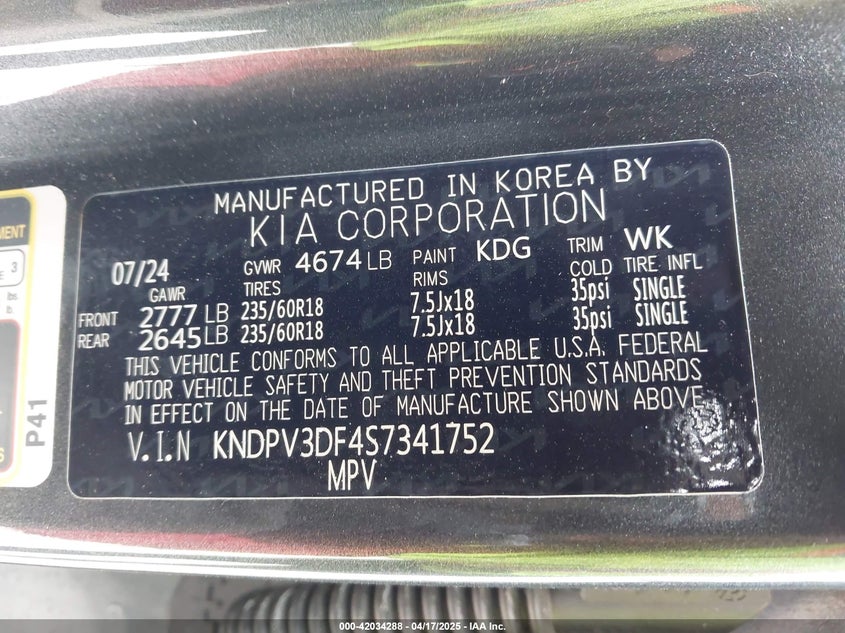 MANUFACTURED IN KOREA BY
KIA CORPORATION
07/24 GVWR 4674 LB PAINT KDG TRIM WK
GAWR TIRES RIMS COLD TIRE INFL
FRONT 2777 LB 235/60R18 7.5Jx18 35psi SINGLE
REAR 2645 LB 235/60R18 7.5Jx18 35psi SINGLE
THIS VEHICLE CONFORMS TO ALL APPLICABLE U.S.A. FEDERAL
MOTOR VEHICLE SAFETY AND THEFT PREVENTION STANDARDS
IN EFFECT ON THE DATE OF MANUFACTURE SHOWN ABOVE
V.I.N KNDPV3DF4S7341752
MPV
MENT
3
lbs
P41
000-42034288 - 04/17/2025 - IAA Inc.